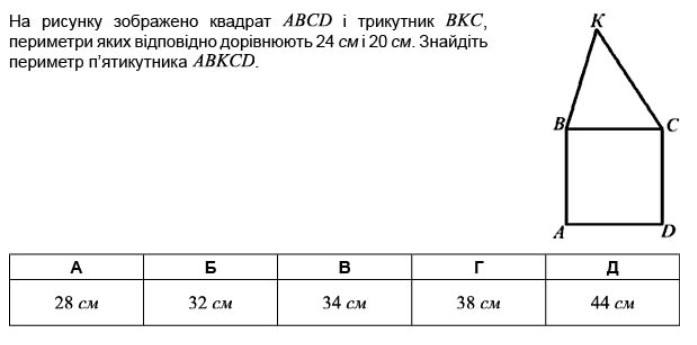 На рисунку зображено квадрат ABCD і трикутник BKC,
периметри яких відповідно дорівнюють 24 см і 20 см. Знайдіть
периметр п'ятикутника ABKCD.
K
B
C
A
D
А Б В Г Д
28 см 32 см 34 см 38 см 44 см